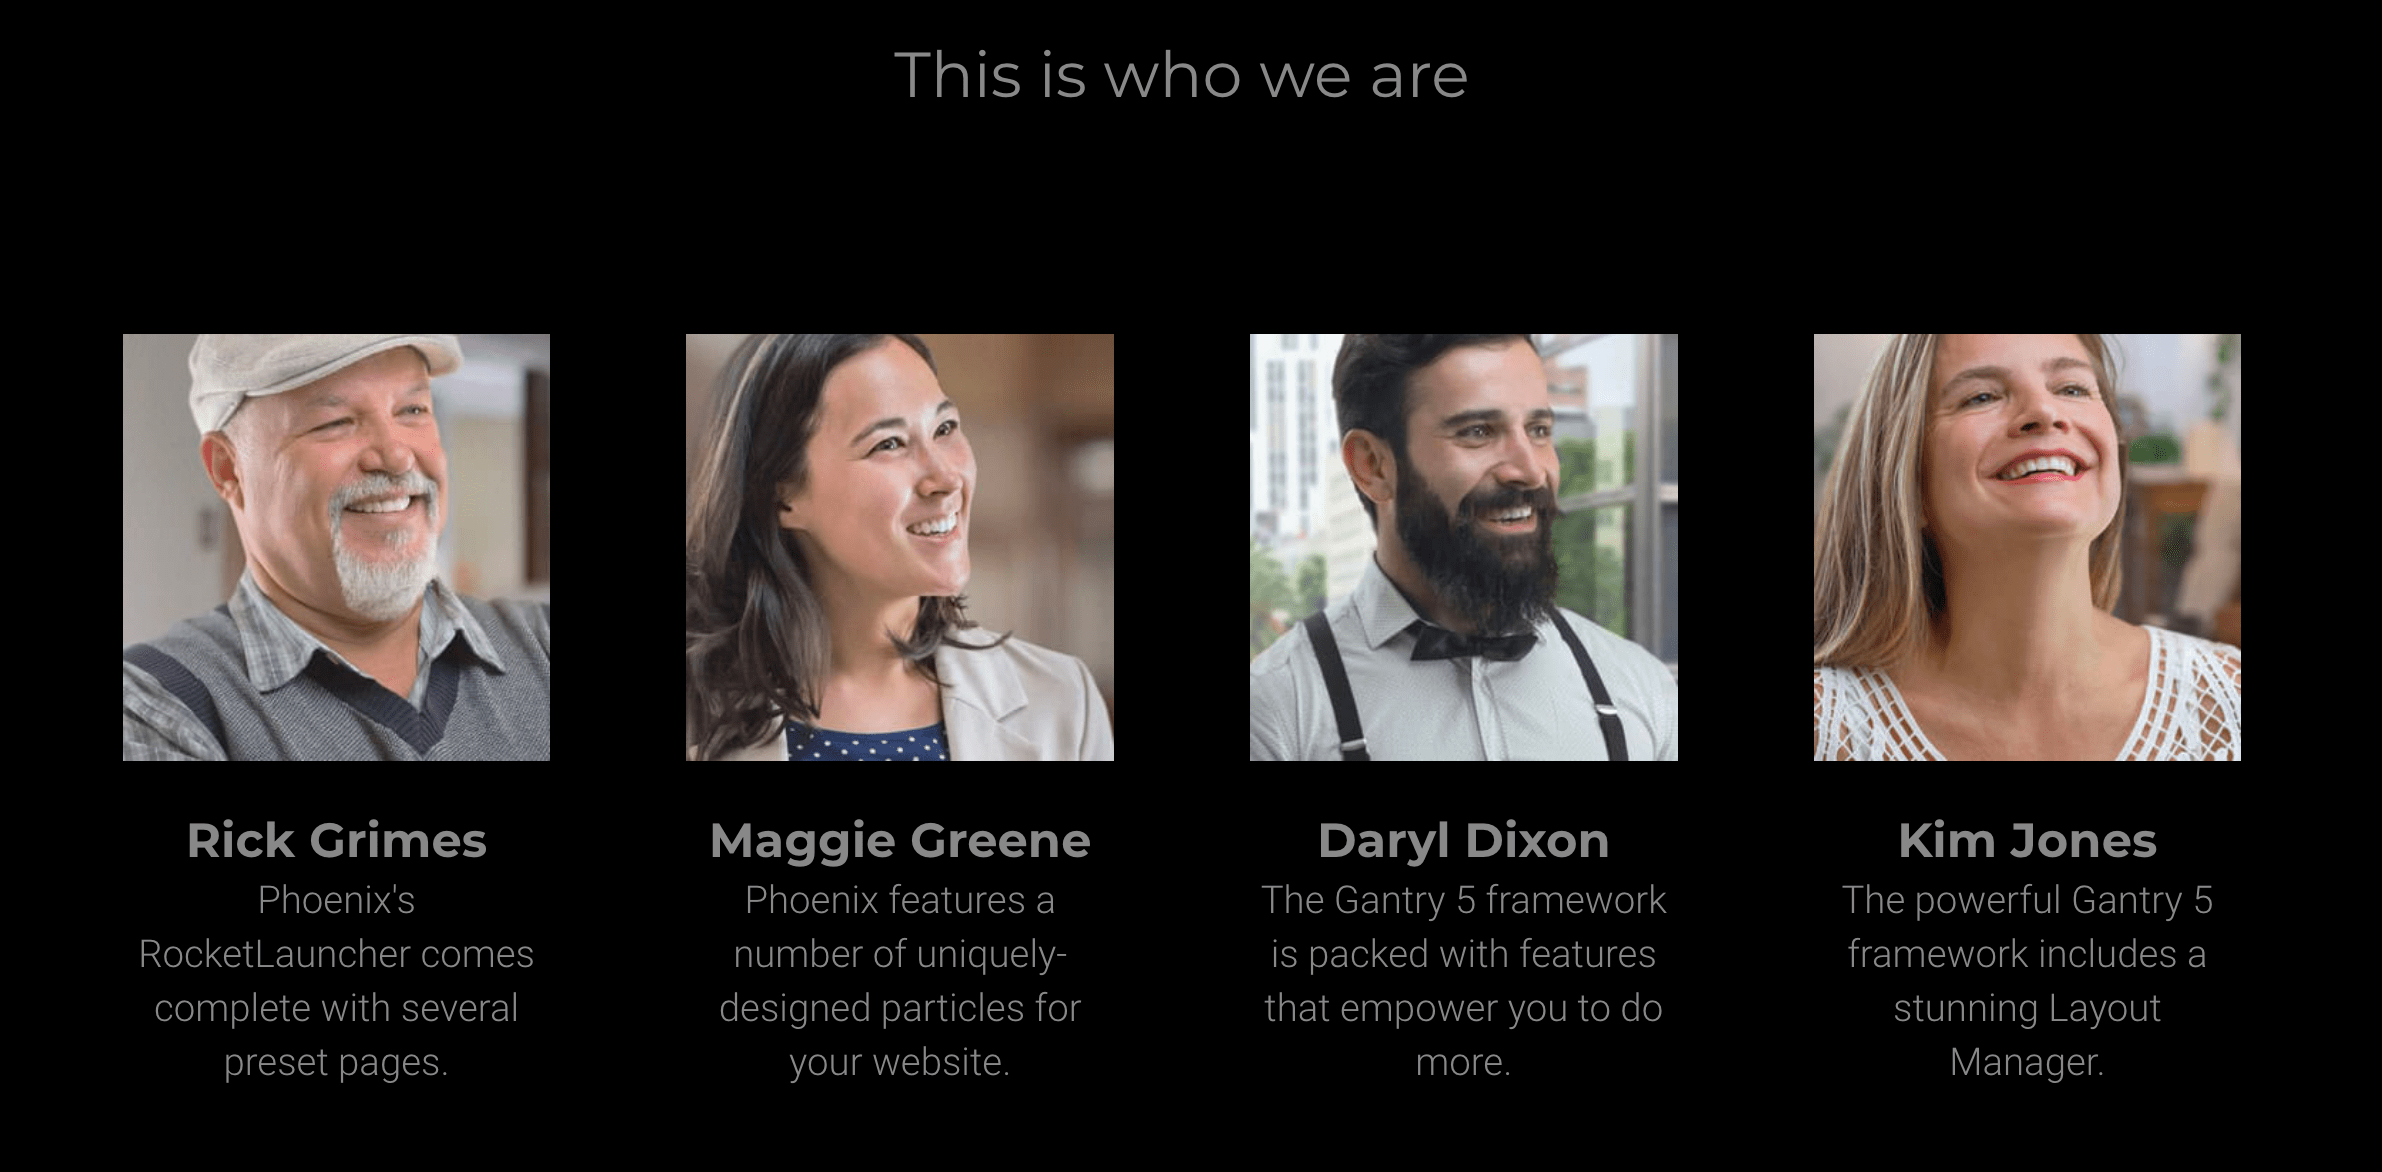 This is who we are
Rick Grimes
Phoenix's
RocketLauncher comes
complete with several
preset pages.
Maggie Greene
Phoenix features a
number of uniquely-
designed particles for
your website.
Daryl Dixon
The Gantry 5 framework
is packed with features
that empower you to do
more.
Kim Jones
The powerful Gantry 5
framework includes a
stunning Layout
Manager.